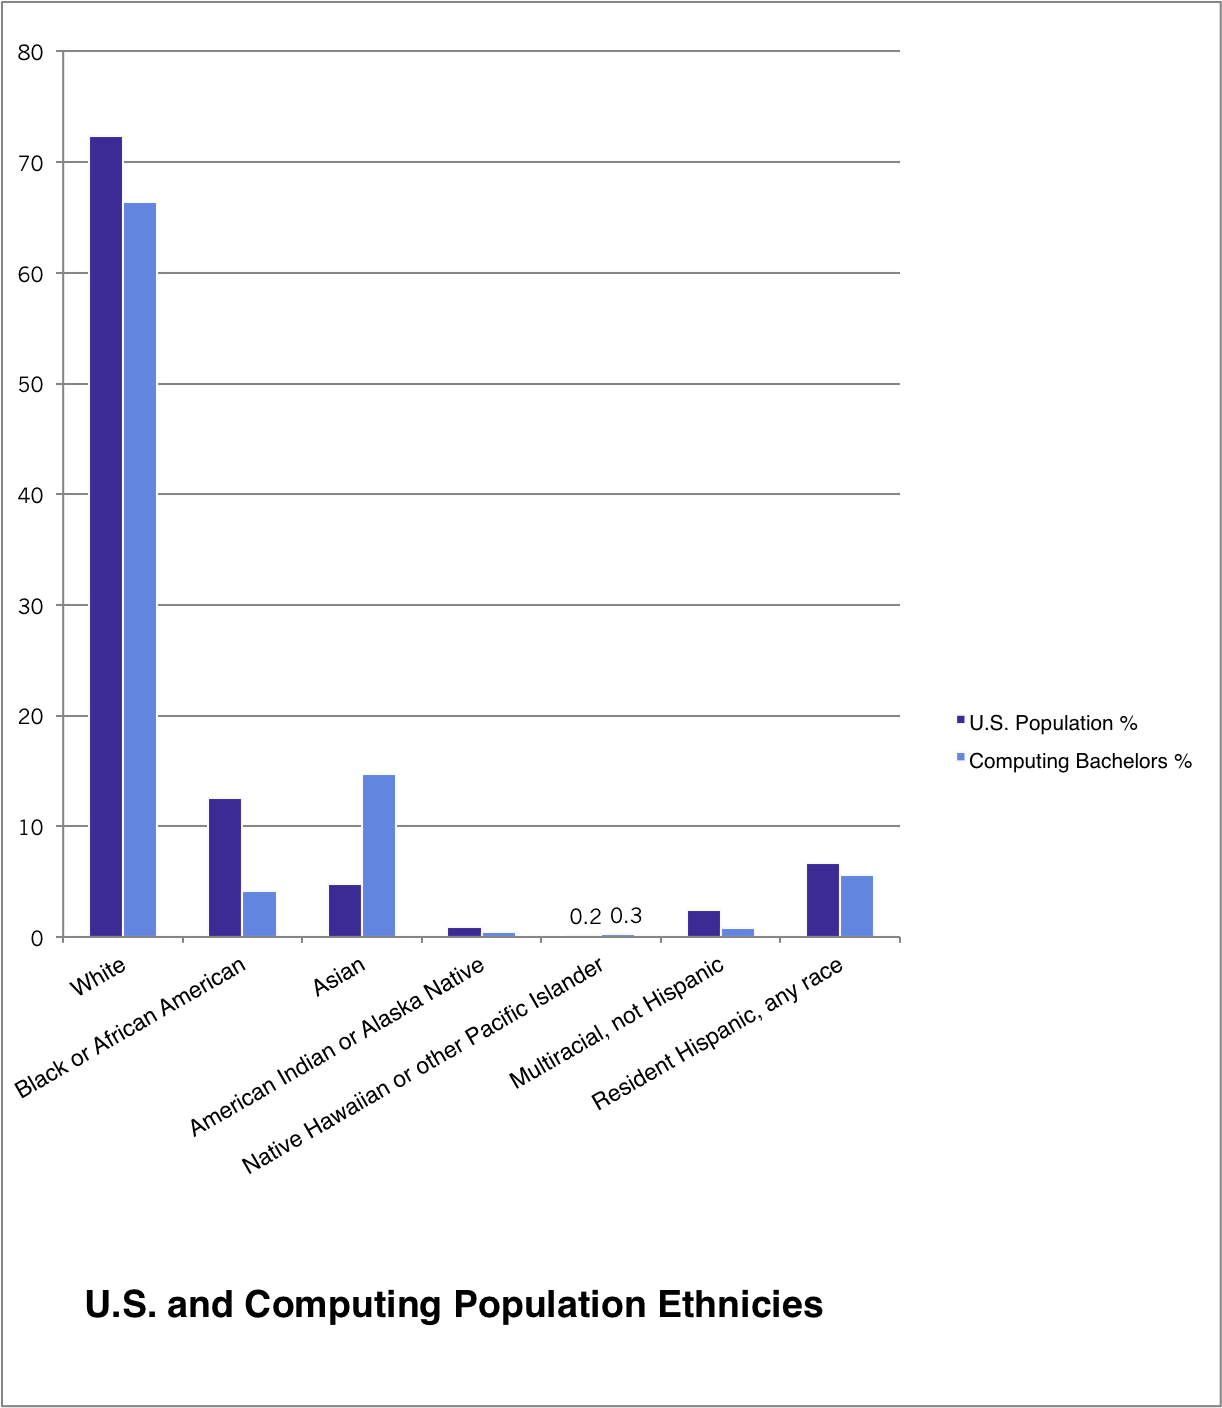 80
70
60
50
40
30
20
10
0
0.2 0.3
White
Black or African American
Asian
American Indian or Alaska Native
Native Hawaiian or other Pacific Islander
Multiracial, not Hispanic
Resident Hispanic, any race
U.S. Population %
Computing Bachelors %
U.S. and Computing Population Ethnicies